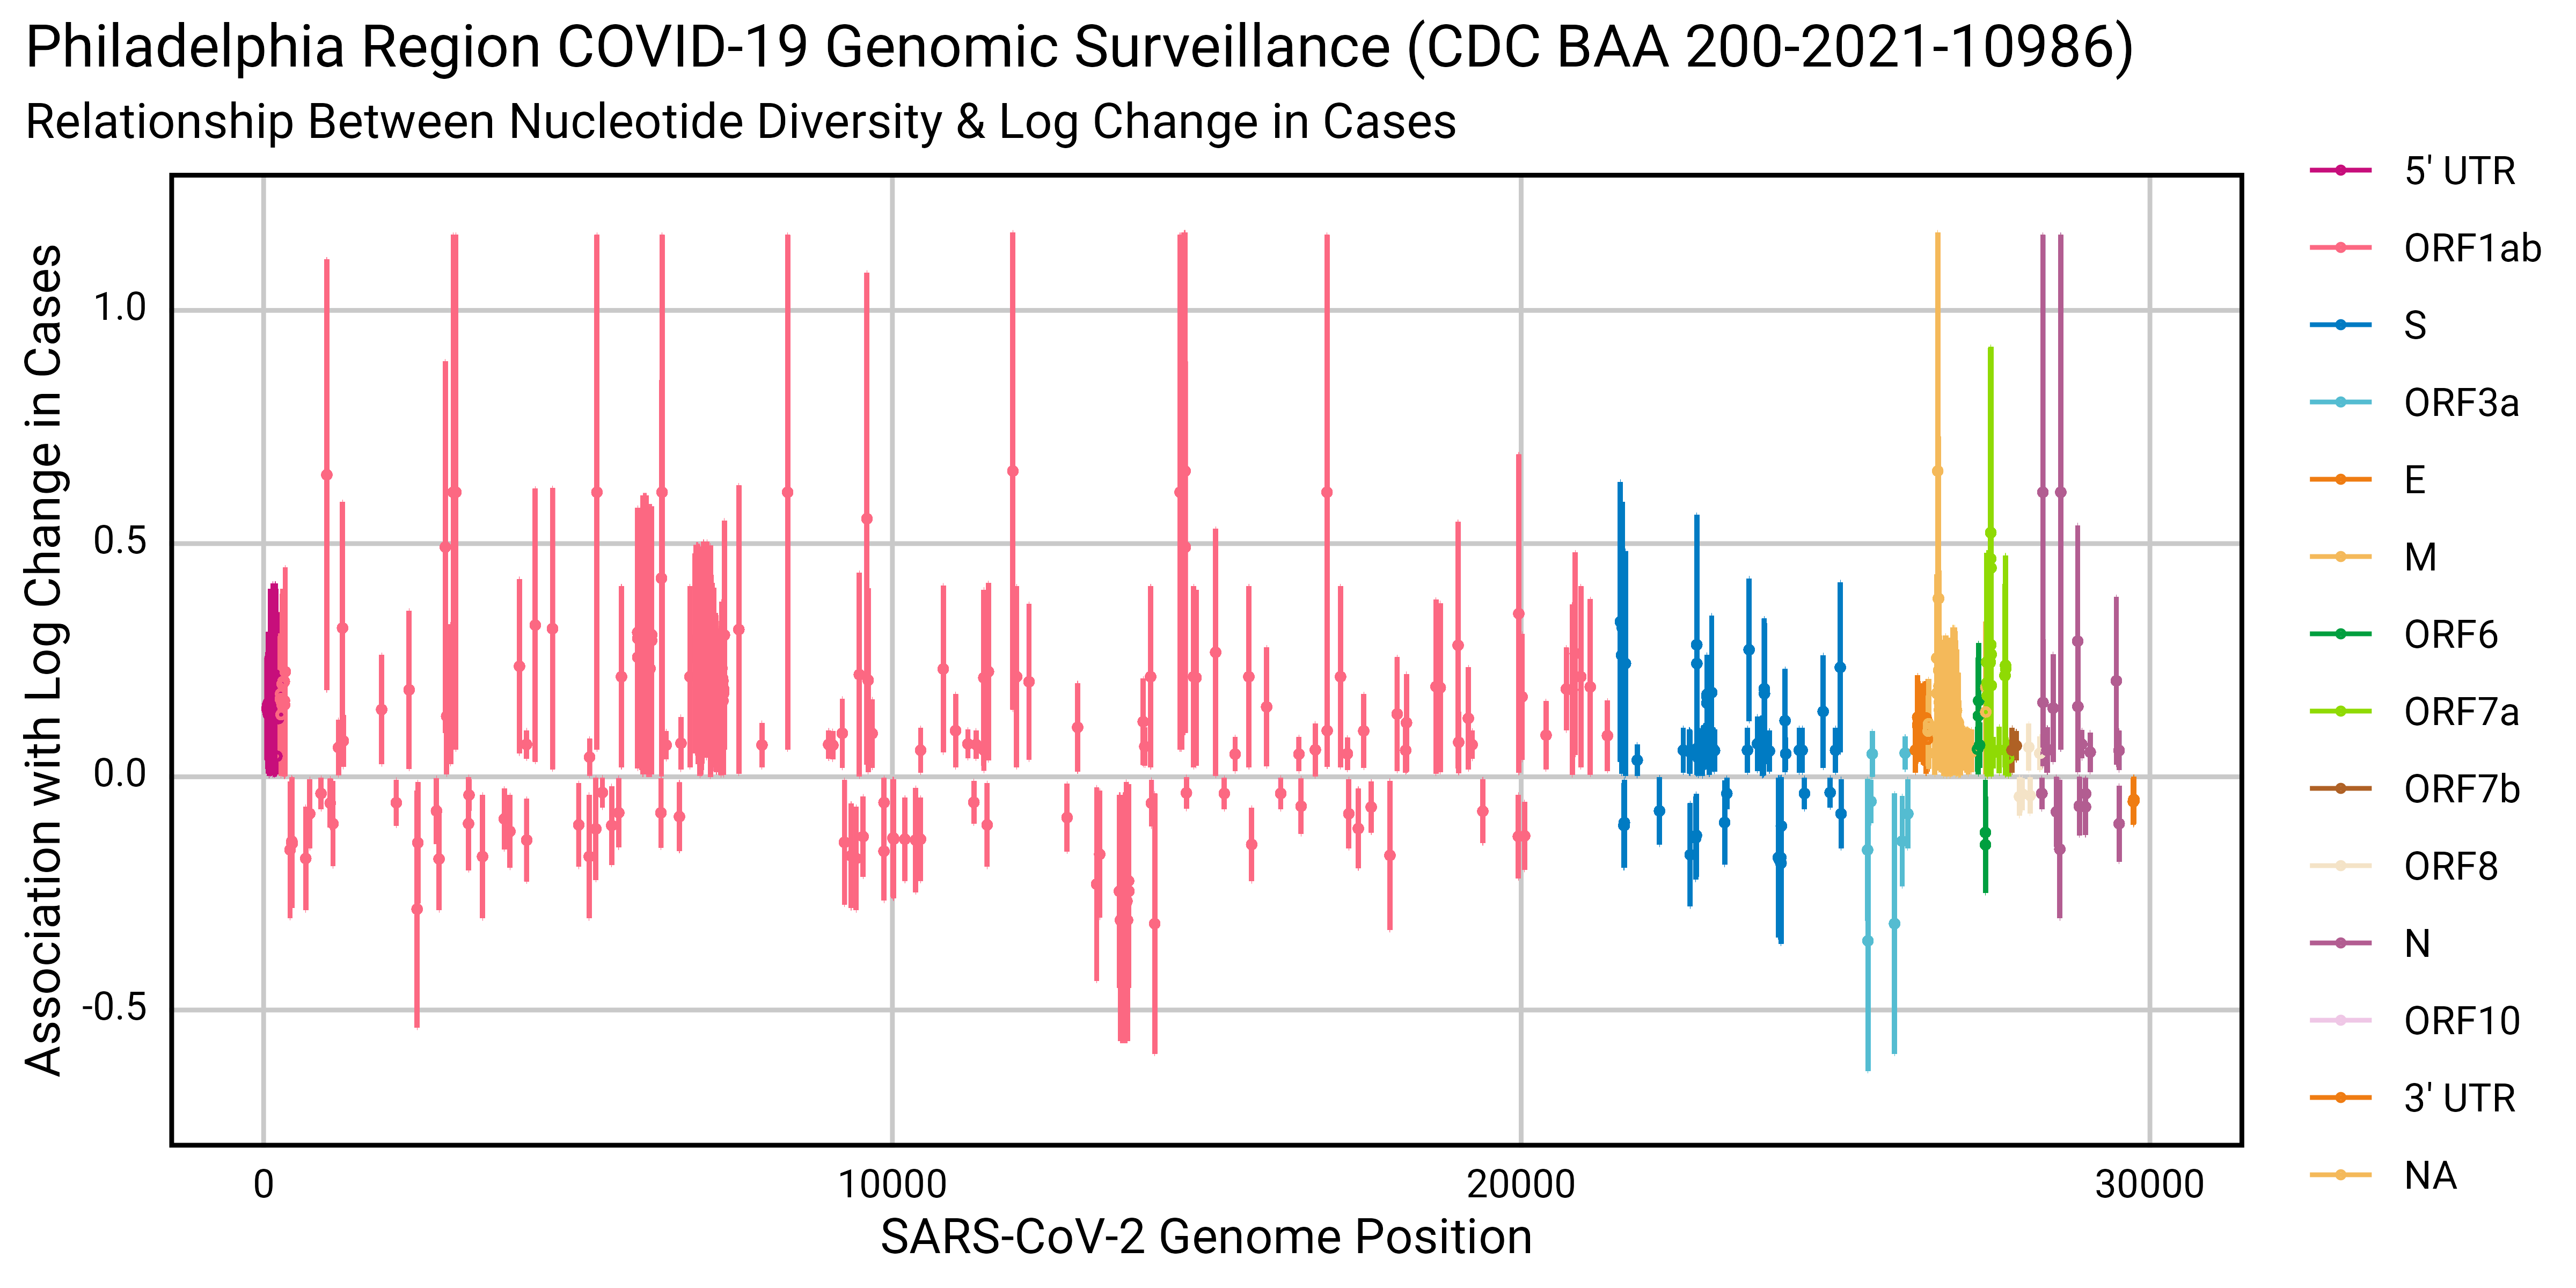 Philadelphia Region COVID-19 Genomic Surveillance (CDC BAA 200-2021-10986)
Relationship Between Nucleotide Diversity & Log Change in Cases
Association with Log Change in Cases
1.0
0.5
0.0
-0.5
0
10000
20000
30000
SARS-CoV-2 Genome Position
5' UTR
ORF1ab
S
ORF3a
E
M
ORF6
ORF7a
ORF7b
ORF8
N
ORF10
3' UTR
NA